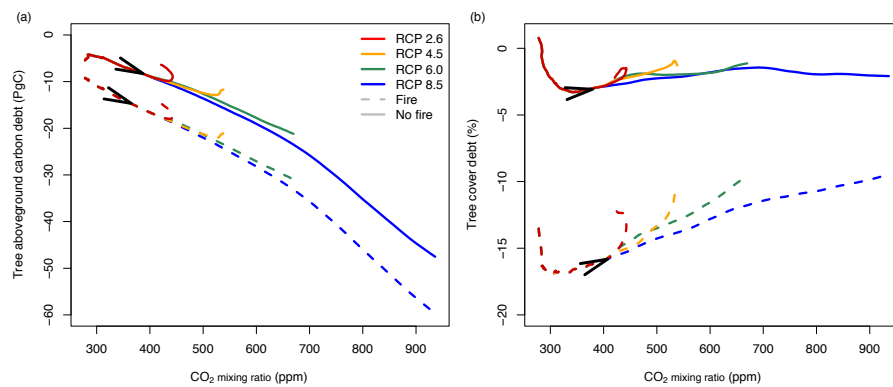 (a)
(b)
Tree aboveground carbon debt (PgC)
0
−10
−20
−30
−40
−50
−60
300 400 500 600 700 800 900
CO2 mixing ratio (ppm)
RCP 2.6
RCP 4.5
RCP 6.0
RCP 8.5
Fire
No fire
Tree cover debt (%)
0
−5
−10
−15
−20
300 400 500 600 700 800 900
CO2 mixing ratio (ppm)